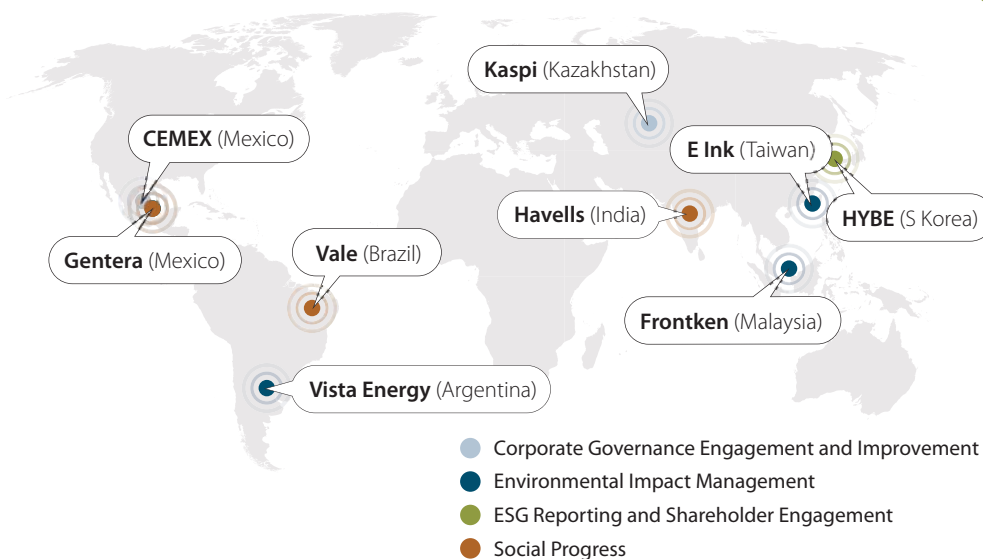 Kaspi (Kazakhstan)
CEMEX (Mexico)
E Ink (Taiwan)
Havells (India)
HYBE (S Korea)
Gentera (Mexico)
Vale (Brazil)
Frontken (Malaysia)
Vista Energy (Argentina)
Corporate Governance Engagement and Improvement
Environmental Impact Management
ESG Reporting and Shareholder Engagement
Social Progress